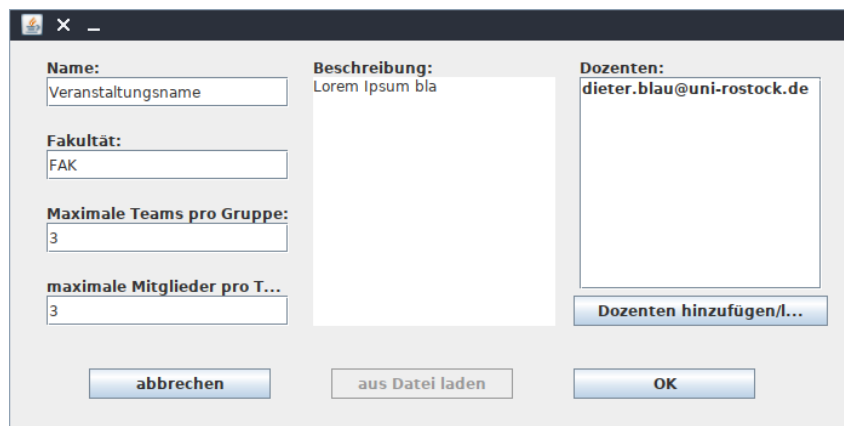 Name:
Veranstaltungsname
Fakultät:
FAK
Maximale Teams pro Gruppe:
3
maximale Mitglieder pro T...
3
Beschreibung:
Lorem Ipsum bla
Dozenten:
dieter.blau@uni-rostock.de
Dozenten hinzufügen/l...
abbrechen
aus Datei laden
OK